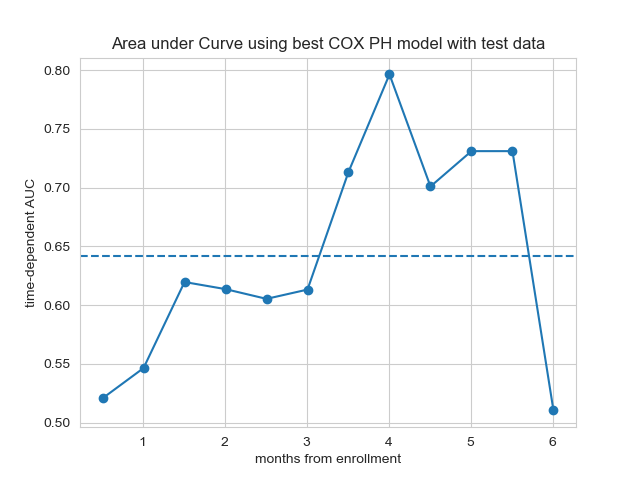 Area under Curve using best COX PH model with test data
0.80
0.75
0.70
0.65
0.60
0.55
0.50
time-dependent AUC
1 2 3 4 5 6
months from enrollment